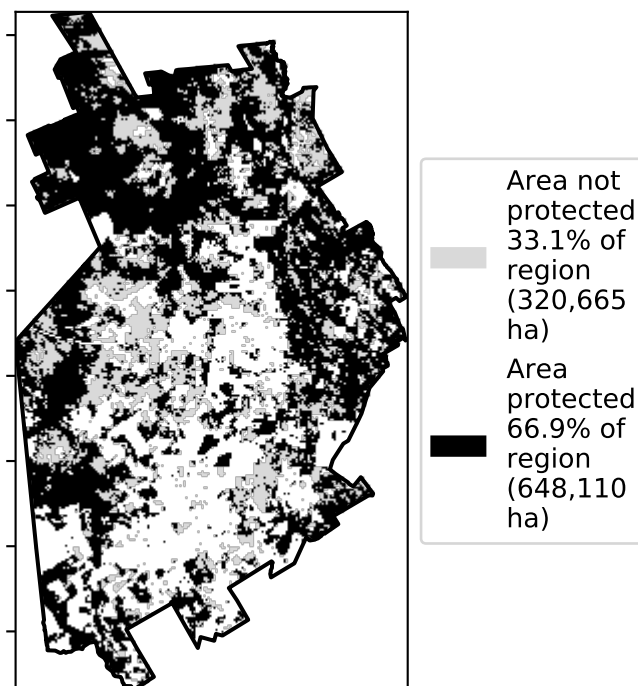 Area not
protected
33.1% of
region
(320,665
ha)
Area
protected
66.9% of
region
(648,110
ha)